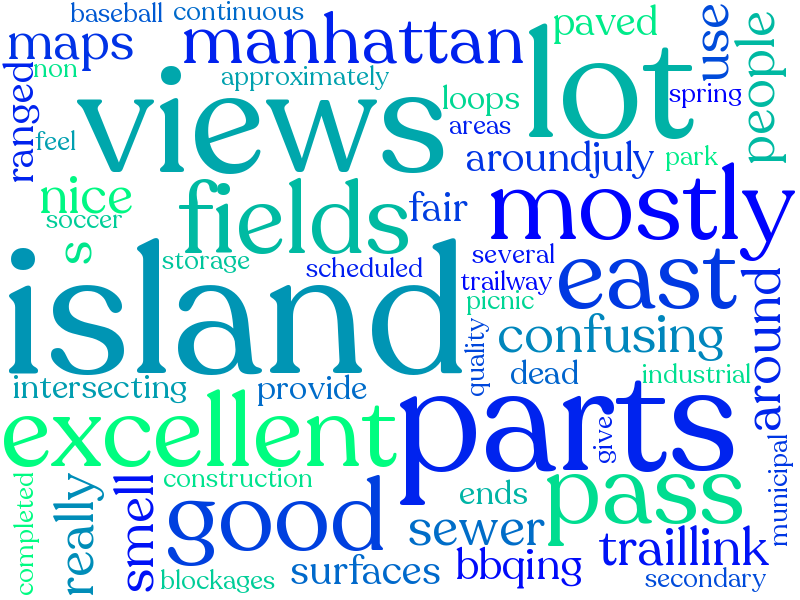 baseball continuous
maps manhattan lot paved use people
non approximately
views loops spring
ranged areas
feel aroundjuly park
nice fields fair mostly
soccer
s storage scheduled several
island trailway east
picnic
quality confusing around
intersecting provide dead industrial
excellent parts give
completed really smell construction good ends pass municipal
sewer
blockages surfaces bbqing traillink
secondary